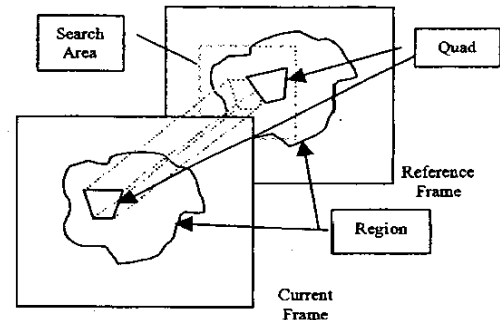 Search
Area
Quad
Reference
Frame
Region
Current
Frame